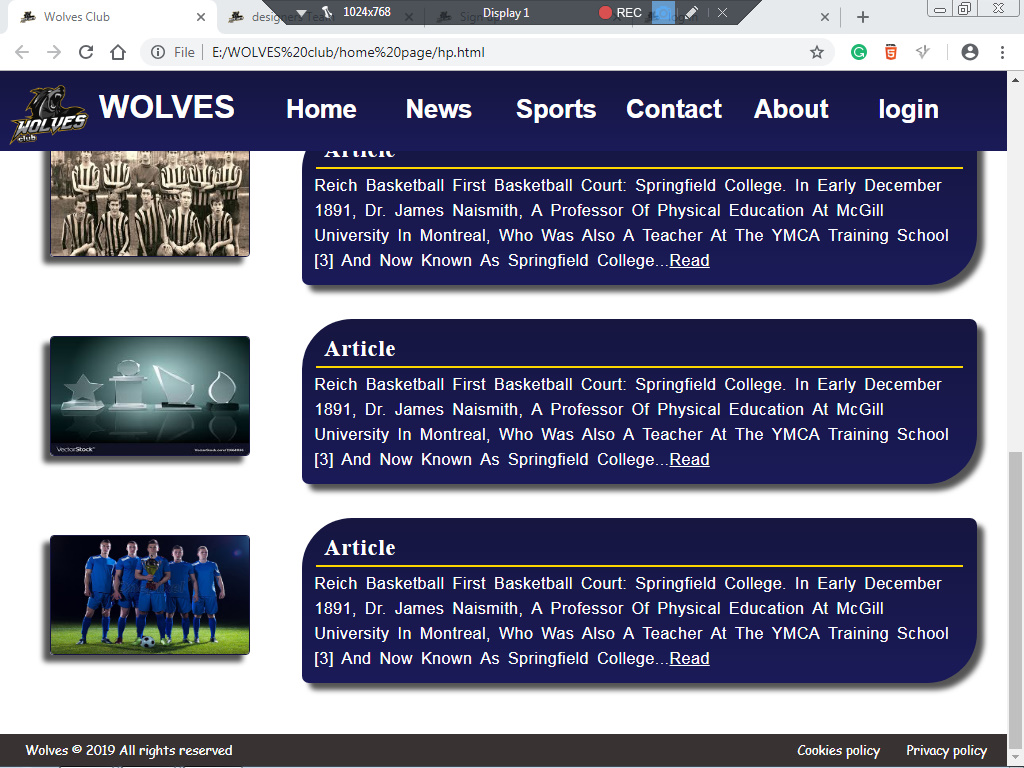 Wolves Club
designers Team
1024x768
Display 1
REC
File
E:/WOLVES%20club/home%20page/hp.html
WOLVES
club
WOLVES
Home
News
Sports
Contact
About
login
Article
Reich Basketball First Basketball Court: Springfield College. In Early December
1891, Dr. James Naismith, A Professor Of Physical Education At McGill
University In Montreal, Who Was Also A Teacher At The YMCA Training School
[3] And Now Known As Springfield College...Read
VectorStock
Article
Reich Basketball First Basketball Court: Springfield College. In Early December
1891, Dr. James Naismith, A Professor Of Physical Education At McGill
University In Montreal, Who Was Also A Teacher At The YMCA Training School
[3] And Now Known As Springfield College...Read
Article
Reich Basketball First Basketball Court: Springfield College. In Early December
1891, Dr. James Naismith, A Professor Of Physical Education At McGill
University In Montreal, Who Was Also A Teacher At The YMCA Training School
[3] And Now Known As Springfield College...Read
Wolves © 2019 All rights reserved
Cookies policy
Privacy policy